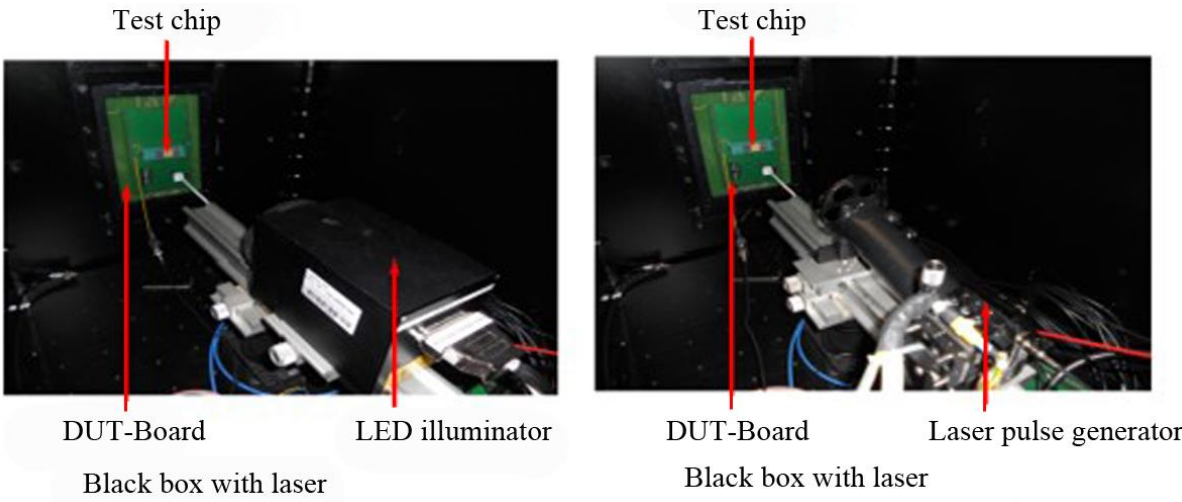 Test chip
Test chip
DUT-Board
LED illuminator
DUT-Board
Laser pulse generator
Black box with laser
Black box with laser